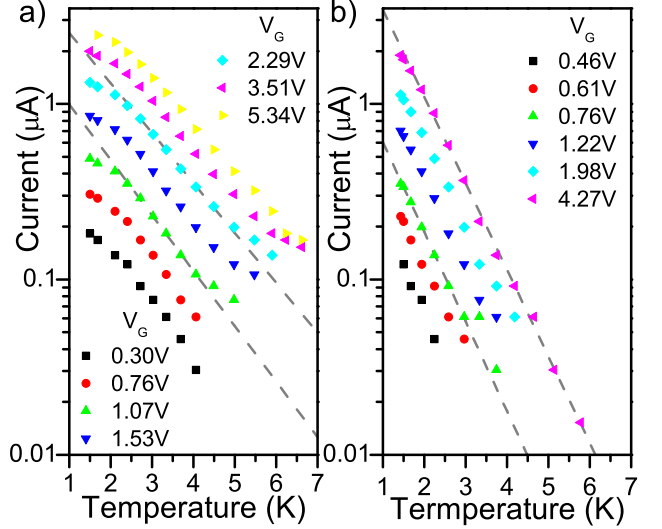 a)
V_G
2.29V
3.51V
5.34V
V_G
0.30V
0.76V
1.07V
1.53V
Current (μA)
1
0.1
0.01
1 2 3 4 5 6 7
Temperature (K)
b)
V_G
0.46V
0.61V
0.76V
1.22V
1.98V
4.27V
Current (μA)
1
0.1
0.01
1 2 3 4 5 6 7
Termperature (K)